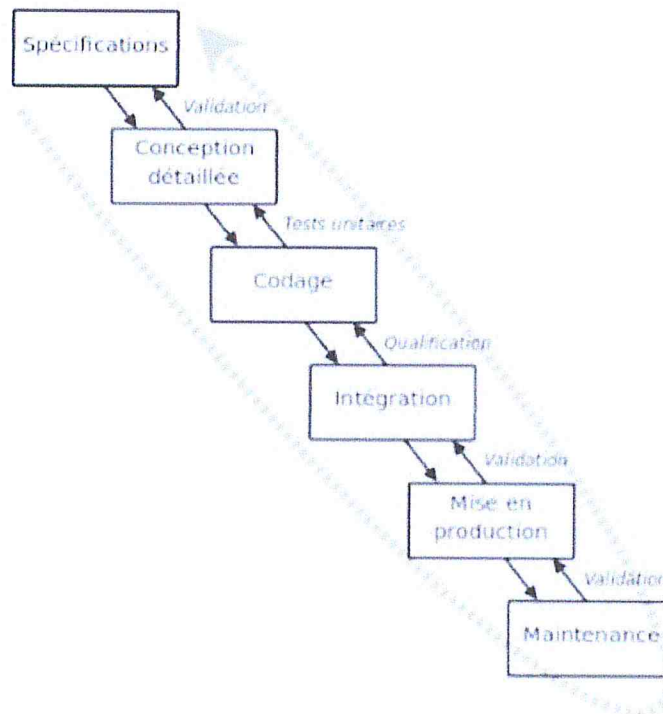 Spécifications
Validation
Conception
détaillée
Tests unitaires
Codage
Qualification
Intégration
Validation
Mise en
production
Validation
Maintenance